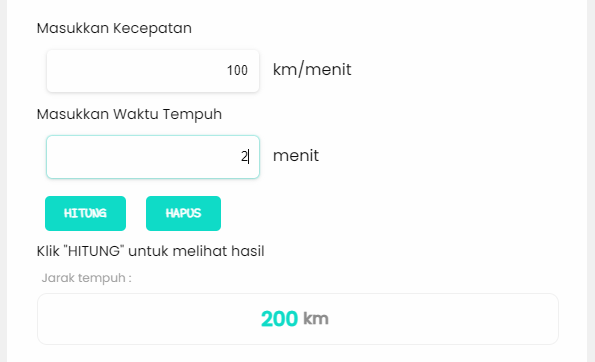 Masukkan Kecepatan
100 km/menit
Masukkan Waktu Tempuh
2 menit
HITUNG HAPUS
Klik "HITUNG" untuk melihat hasil
Jarak tempuh :
200 km